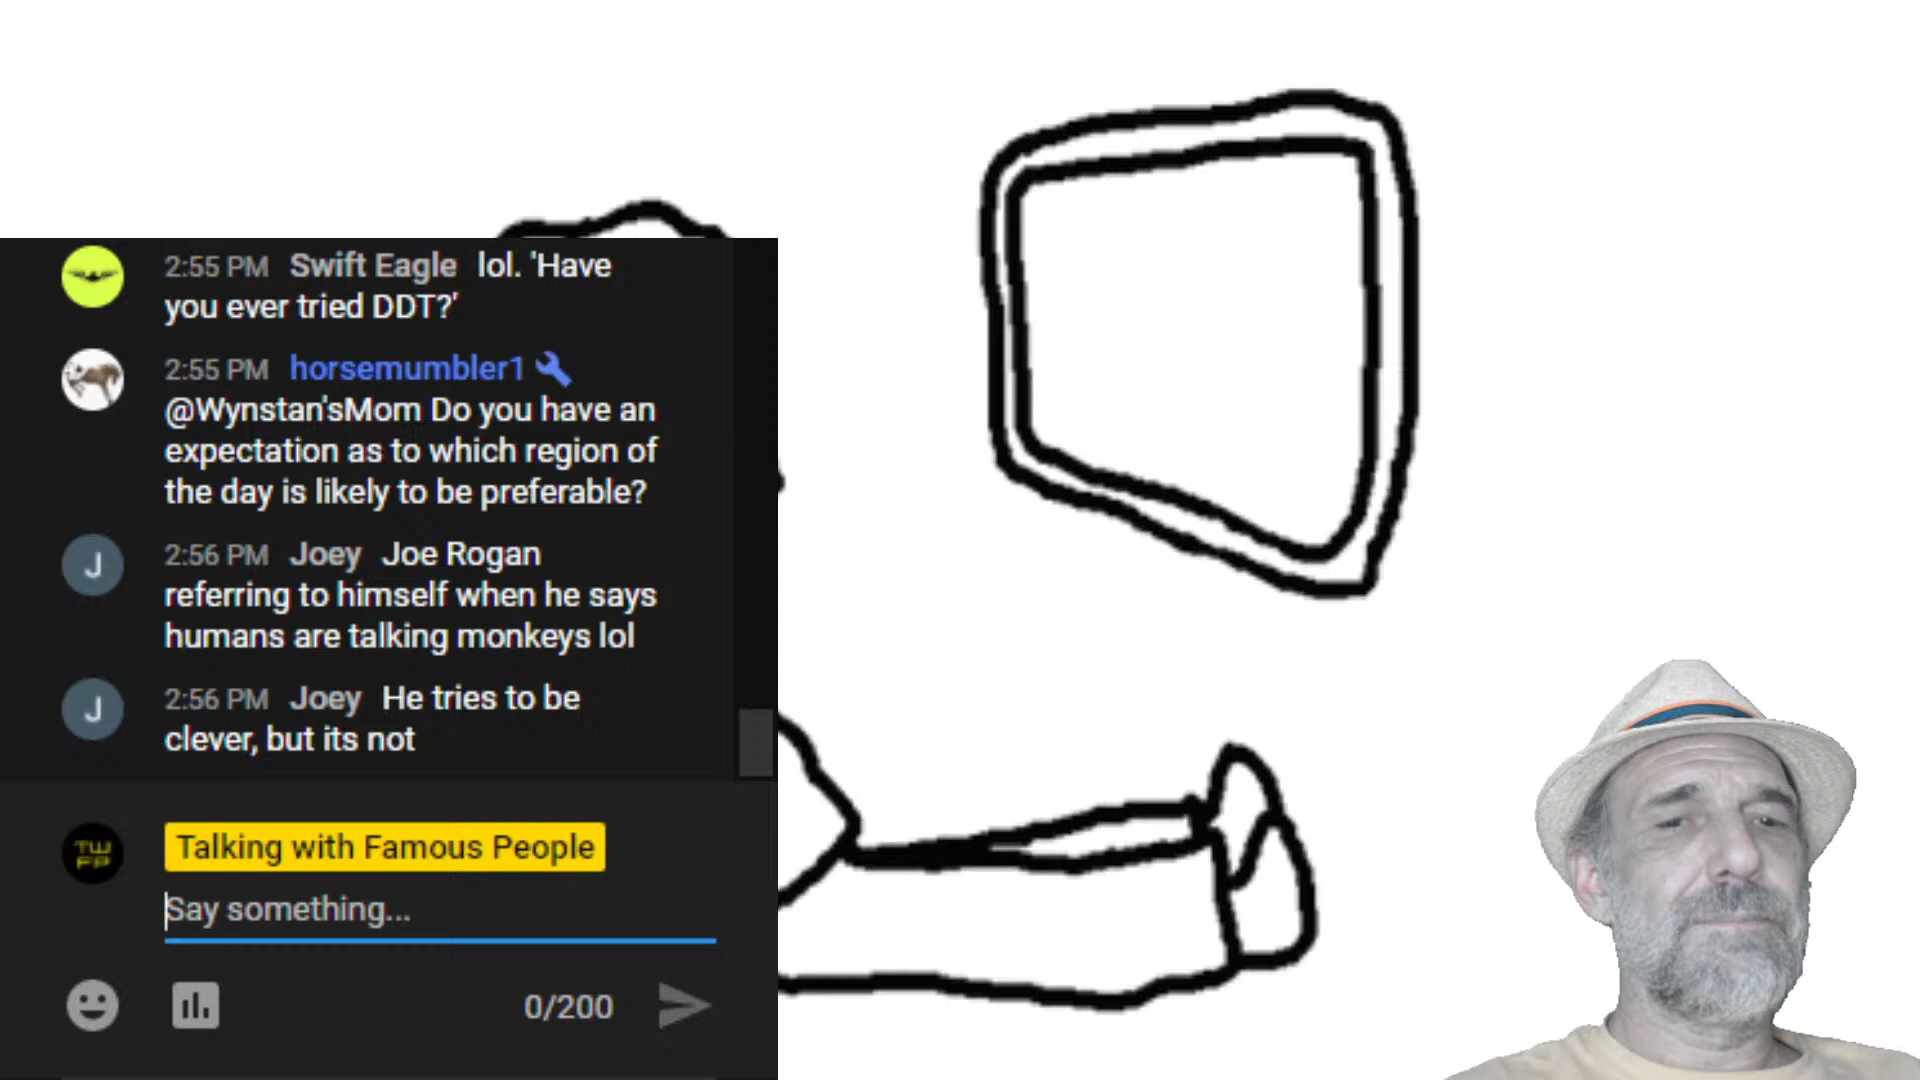 2:55 PM Swift Eagle lol. 'Have
you ever tried DDT?'
2:55 PM horsemumbler1
@Wynstan'sMom Do you have an
expectation as to which region of
the day is likely to be preferable?
J
2:56 PM Joey Joe Rogan
referring to himself when he says
humans are talking monkeys lol
J
2:56 PM Joey He tries to be
clever, but its not
TW
FP
Talking with Famous People
Say something...
0/200